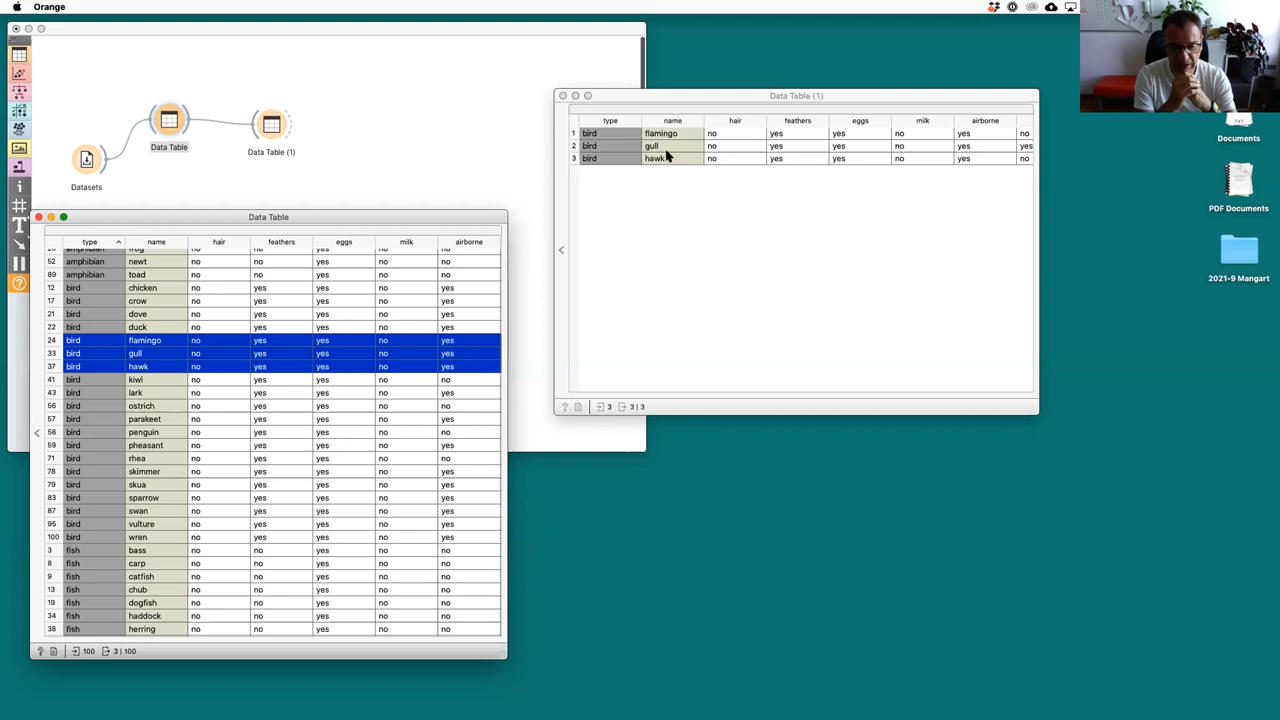 Orange
Data Table
Data Table (1)
Datasets
Data Table (1)
type name hair feathers eggs milk airborne
1 bird flamingo no yes yes no yes no
2 bird gull no yes yes no yes yes
3 bird hawk no yes yes no yes no
3 3 | 3
Data Table
type name hair feathers eggs milk airborne
amphibian frog no no yes no no
52 amphibian newt no no yes no no
89 amphibian toad no no yes no no
12 bird chicken no yes yes no yes
17 bird crow no yes yes no yes
21 bird dove no yes yes no yes
22 bird duck no yes yes no yes
24 bird flamingo no yes yes no yes
33 bird gull no yes yes no yes
37 bird hawk no yes yes no yes
41 bird kiwi no yes yes no no
43 bird lark no yes yes no yes
56 bird ostrich no yes yes no no
57 bird parakeet no yes yes no yes
58 bird penguin no yes yes no no
59 bird pheasant no yes yes no yes
71 bird rhea no yes yes no no
78 bird skimmer no yes yes no yes
79 bird skua no yes yes no yes
83 bird sparrow no yes yes no yes
87 bird swan no yes yes no yes
95 bird vulture no yes yes no yes
100 bird wren no yes yes no yes
3 fish bass no no yes no no
8 fish carp no no yes no no
9 fish catfish no no yes no no
13 fish chub no no yes no no
19 fish dogfish no no yes no no
34 fish haddock no no yes no no
38 fish herring no no yes no no
100 3 | 100
TXT
Documents
PDF Documents
2021-9 Mangart